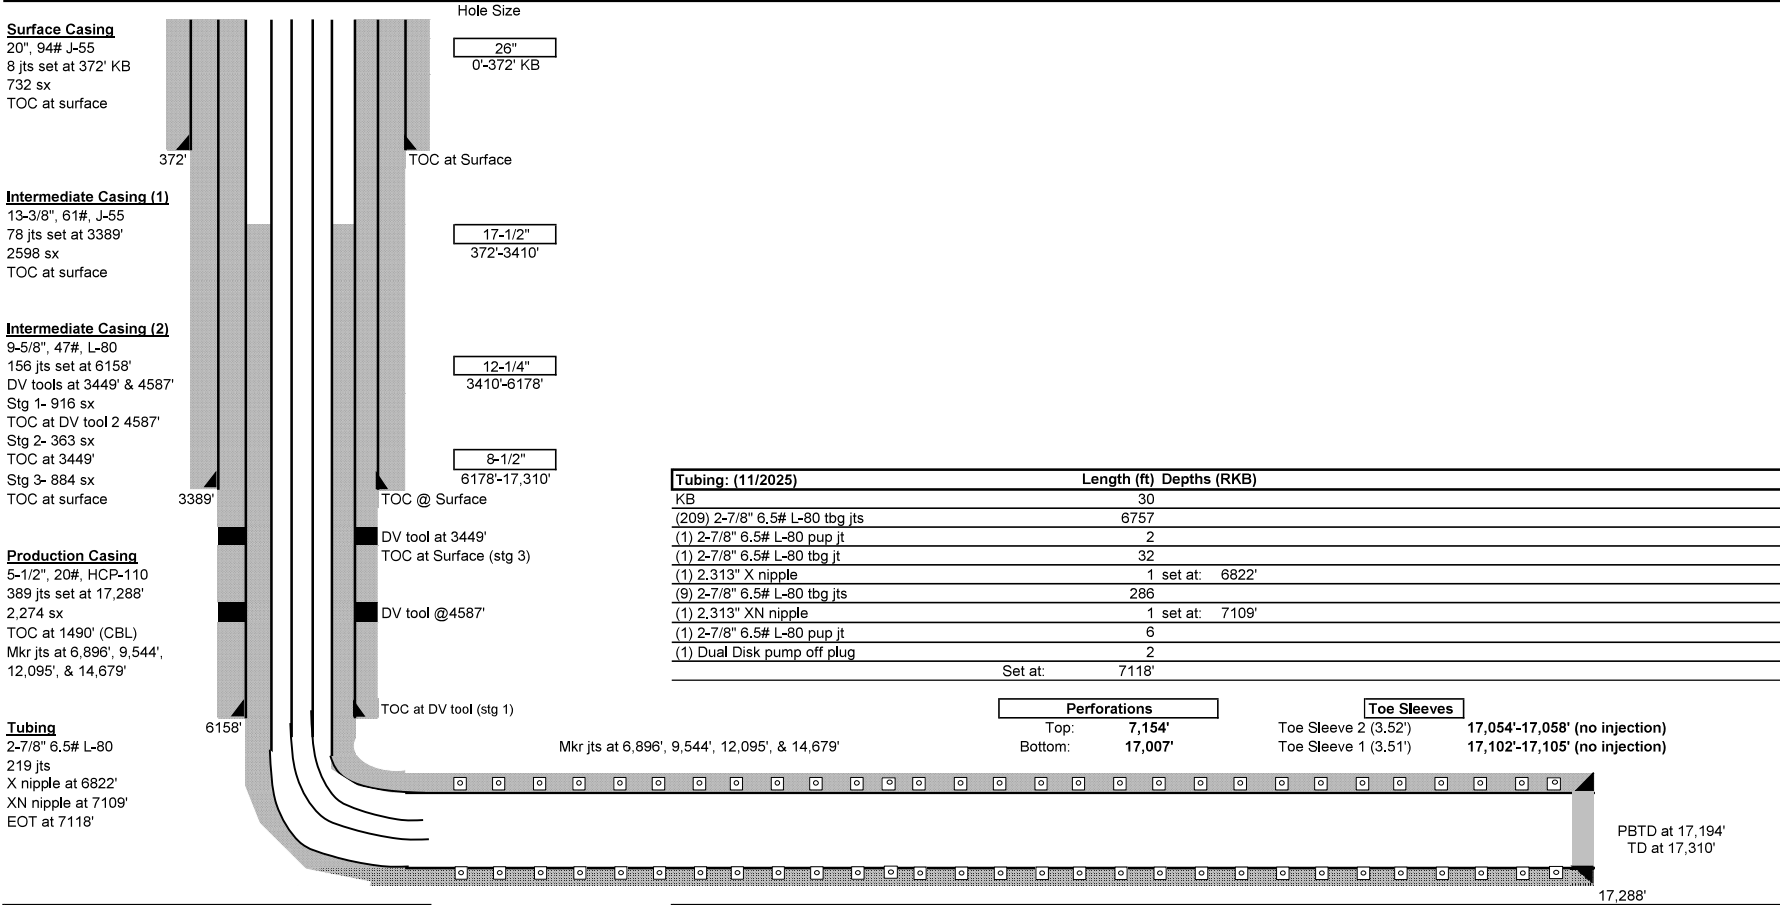 Hole Size
Surface Casing
20", 94# J-55
8 jts set at 372' KB
732 sx
TOC at surface
26"
0'-372' KB
372'
TOC at Surface
Intermediate Casing (1)
13-3/8", 61#, J-55
78 jts set at 3389'
2598 sx
TOC at surface
17-1/2"
372'-3410'
Intermediate Casing (2)
9-5/8", 47#, L-80
156 jts set at 6158'
DV tools at 3449' & 4587'
Stg 1- 916 sx
TOC at DV tool 2 4587'
Stg 2- 363 sx
TOC at 3449'
Stg 3- 884 sx
TOC at surface
12-1/4"
3410'-6178'
8-1/2"
6178'-17,310'
3389'
TOC @ Surface
DV tool at 3449'
TOC at Surface (stg 3)
DV tool @4587'
Production Casing
5-1/2", 20#, HCP-110
389 jts set at 17,288'
2,274 sx
TOC at 1490' (CBL)
Mkr jts at 6,896', 9,544',
12,095', & 14,679'
TOC at DV tool (stg 1)
6158'
Tubing
2-7/8" 6.5# L-80
219 jts
X nipple at 6822'
XN nipple at 7109'
EOT at 7118'
Tubing: (11/2025) Length (ft) Depths (RKB)
KB 30
(209) 2-7/8" 6.5# L-80 tbg jts 6757
(1) 2-7/8" 6.5# L-80 pup jt 2
(1) 2-7/8" 6.5# L-80 tbg jt 32
(1) 2.313" X nipple 1 set at: 6822'
(9) 2-7/8" 6.5# L-80 tbg jts 286
(1) 2.313" XN nipple 1 set at: 7109'
(1) 2-7/8" 6.5# L-80 pup jt 6
(1) Dual Disk pump off plug 2
Set at: 7118'
Perforations
Top: 7,154'
Bottom: 17,007'
Toe Sleeves
Toe Sleeve 2 (3.52') 17,054'-17,058' (no injection)
Toe Sleeve 1 (3.51') 17,102'-17,105' (no injection)
Mkr jts at 6,896', 9,544', 12,095', & 14,679'
PBTD at 17,194'
TD at 17,310'
17,288'